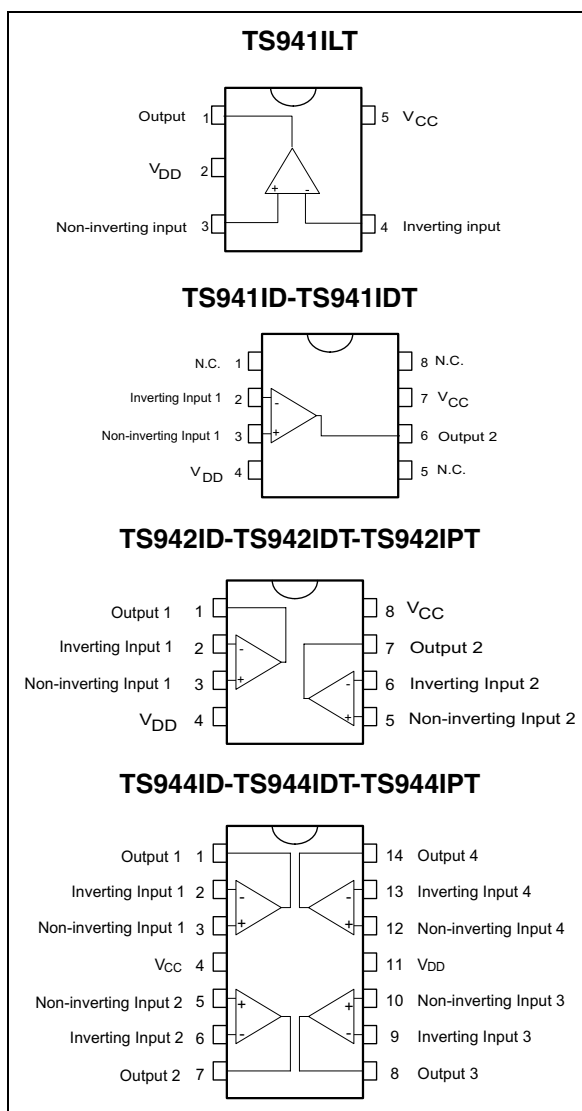 TS941ILT
Output 1 5 VCC
VDD 2
+ -
Non-inverting input 3 4 Inverting input
TS941ID-TS941IDT
N.C. 1 8 N.C.
Inverting Input 1 2 - 7 VCC
Non-inverting Input 1 3 + 6 Output 2
VDD 4 5 N.C.
TS942ID-TS942IDT-TS942IPT
Output 1 1 8 VCC
Inverting Input 1 2 - 7 Output 2
Non-inverting Input 1 3 + - 6 Inverting Input 2
VDD 4 + 5 Non-inverting Input 2
TS944ID-TS944IDT-TS944IPT
Output 1 1 14 Output 4
Inverting Input 1 2 - - 13 Inverting Input 4
Non-inverting Input 1 3 + + 12 Non-inverting Input 4
VCC 4 11 VDD
Non-inverting Input 2 5 + + 10 Non-inverting Input 3
Inverting Input 2 6 - - 9 Inverting Input 3
Output 2 7 8 Output 3